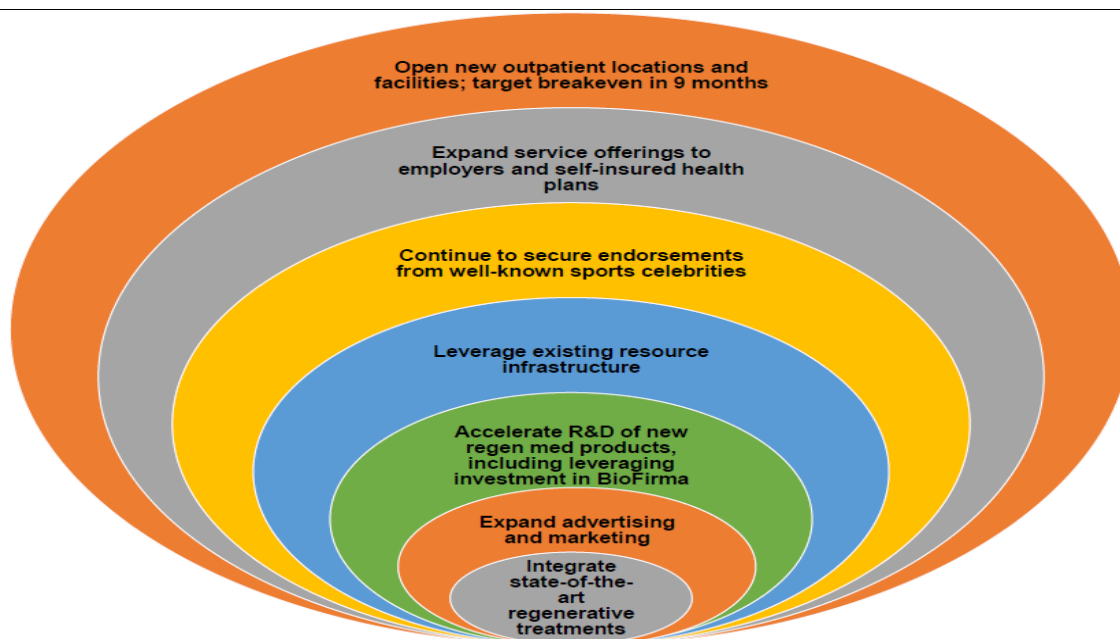 Open new outpatient locations and
facilities; target breakeven in 9 months
Expand service offerings to
employers and self-insured health
plans
Continue to secure endorsements
from well-known sports celebrities
Leverage existing resource
infrastructure
Accelerate R&D of new
regen med products,
including leveraging
investment in BioFirma
Expand advertising
and marketing
Integrate
state-of-the-
art
regenerative
treatments